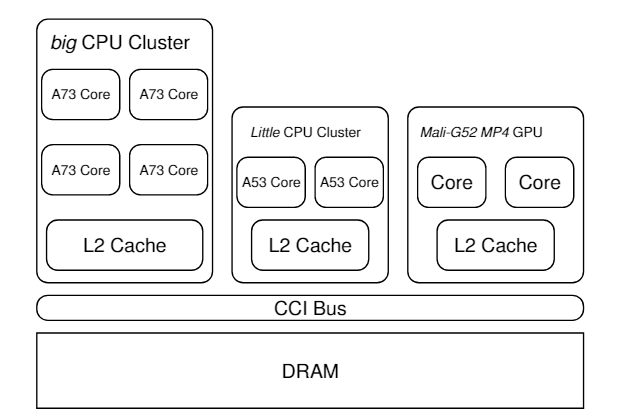 big CPU Cluster
A73 Core A73 Core
A73 Core A73 Core
L2 Cache
Little CPU Cluster
A53 Core A53 Core
L2 Cache
Mali-G52 MP4 GPU
Core Core
L2 Cache
CCI Bus
DRAM